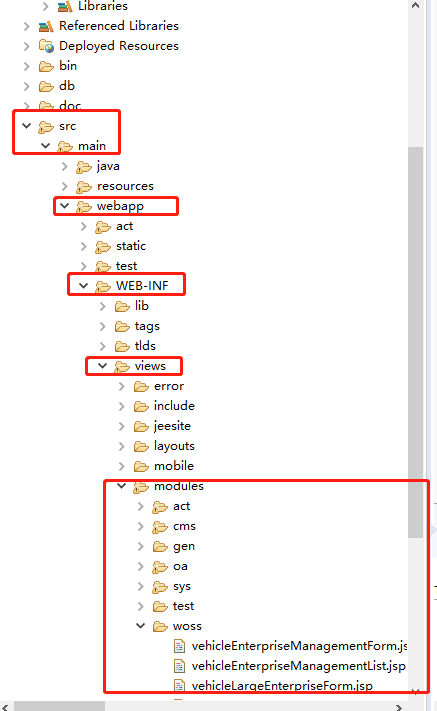 Libraries
Referenced Libraries
Deployed Resources
bin
db
doc
src
main
java
resources
webapp
act
static
test
WEB-INF
lib
tags
tlds
views
error
include
jeesite
layouts
mobile
modules
act
cms
gen
oa
sys
test
woss
vehicleEnterpriseManagementForm.js
vehicleEnterpriseManagementList.jsp
vehicleLargeEnterpriseForm.jsp